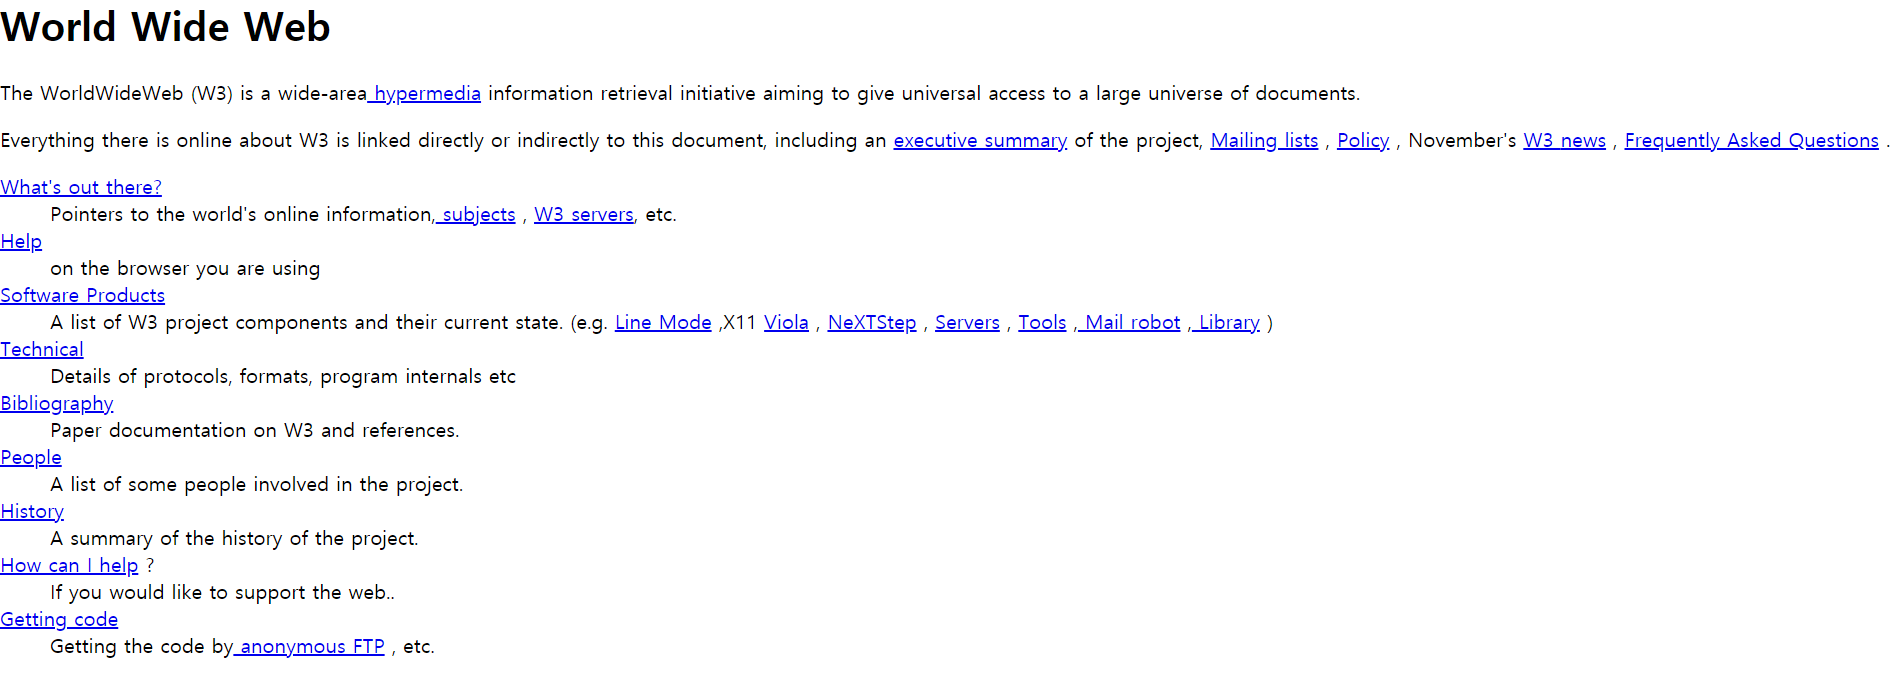 World Wide Web
The WorldWideWeb (W3) is a wide-area hypermedia information retrieval initiative aiming to give universal access to a large universe of documents.
Everything there is online about W3 is linked directly or indirectly to this document, including an executive summary of the project, Mailing lists , Policy , November's W3 news , Frequently Asked Questions .
What's out there?
Pointers to the world's online information, subjects , W3 servers, etc.
Help
on the browser you are using
Software Products
A list of W3 project components and their current state. (e.g. Line Mode ,X11 Viola , NeXTStep , Servers , Tools , Mail robot , Library )
Technical
Details of protocols, formats, program internals etc
Bibliography
Paper documentation on W3 and references.
People
A list of some people involved in the project.
History
A summary of the history of the project.
How can I help ?
If you would like to support the web..
Getting code
Getting the code by anonymous FTP , etc.